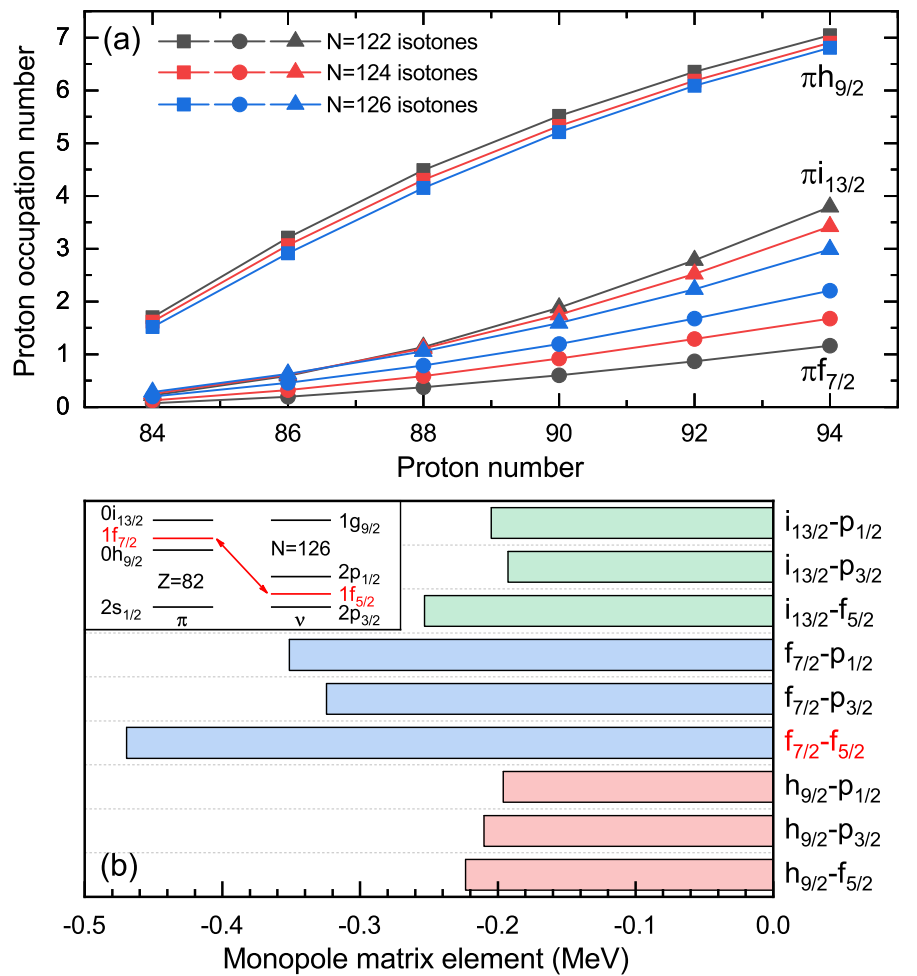 (a)
N=122 isotones
N=124 isotones
N=126 isotones
πh9/2
πi13/2
πf7/2
Proton occupation number
7
6
5
4
3
2
1
0
84 86 88 90 92 94
Proton number
0i13/2
1f7/2
0h9/2
Z=82
2s1/2
π
1g9/2
N=126
2p1/2
1f5/2
2p3/2
ν
i13/2-p1/2
i13/2-p3/2
i13/2-f5/2
f7/2-p1/2
f7/2-p3/2
f7/2-f5/2
h9/2-p1/2
h9/2-p3/2
h9/2-f5/2
(b)
-0.5 -0.4 -0.3 -0.2 -0.1 0.0
Monopole matrix element (MeV)